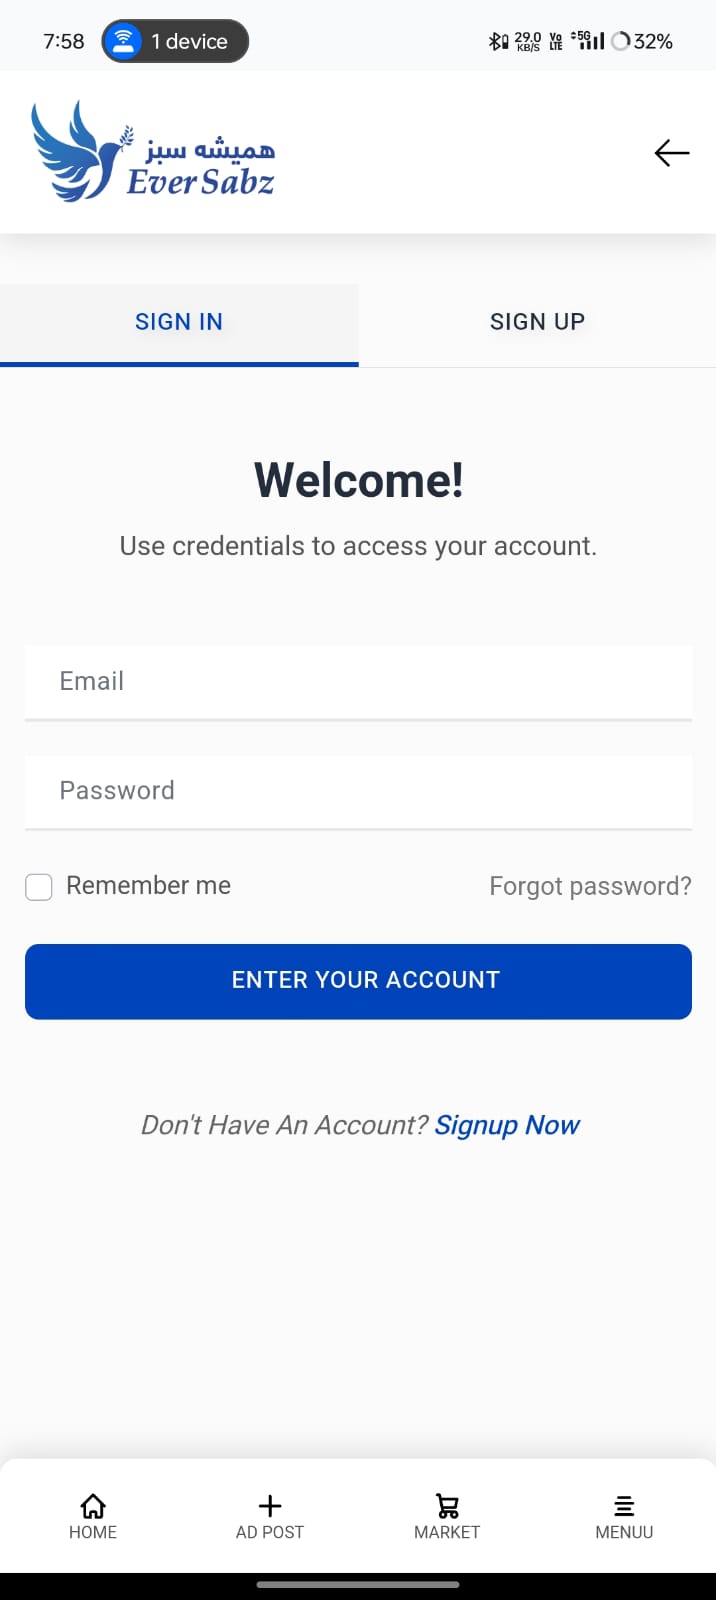 7:58 1 device 29.0 KB/S Vo LTE 5G 32%
همیشه سبز
Ever Sabz
SIGN IN SIGN UP
Welcome!
Use credentials to access your account.
Email
Password
Remember me Forgot password?
ENTER YOUR ACCOUNT
Don't Have An Account? Signup Now
HOME AD POST MARKET MENUU